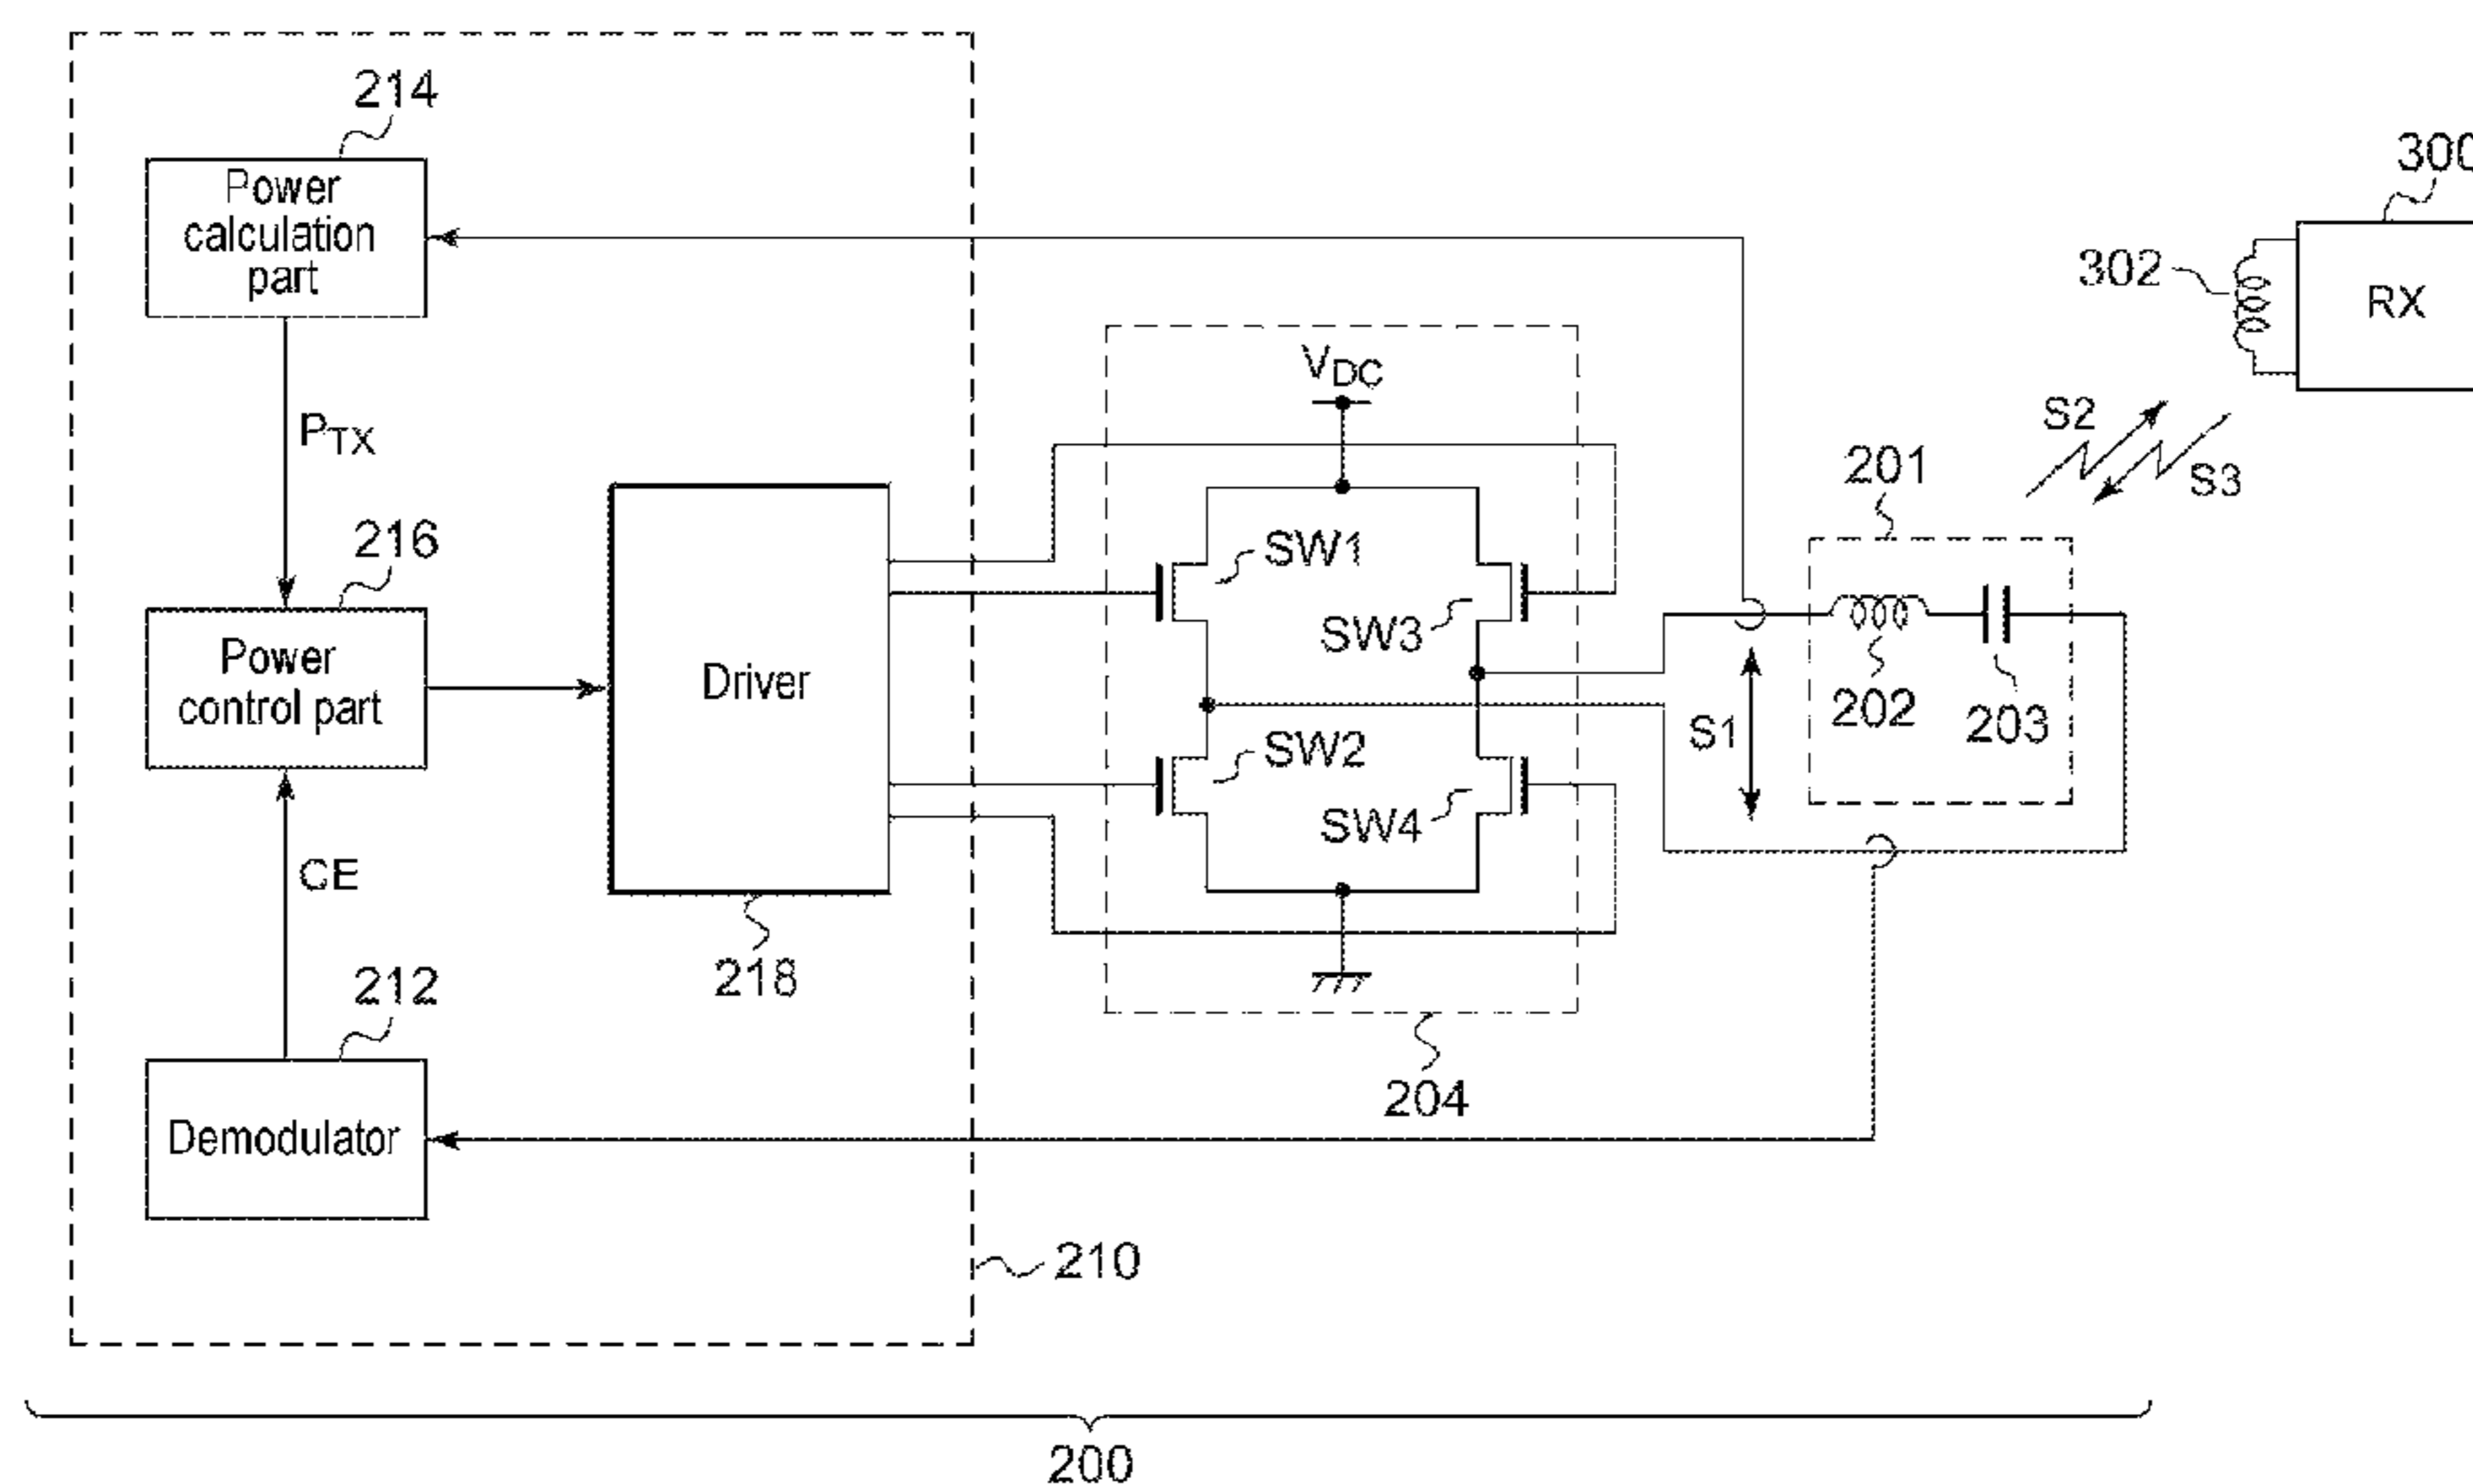 214
Power
calculation
part
300
302
RX
VDC
PTX
S2
S3
201
216
SW1
SW3
Power
control part
Driver
202
203
S1
SW2
SW4
CE
218
212
204
Demodulator
210
200